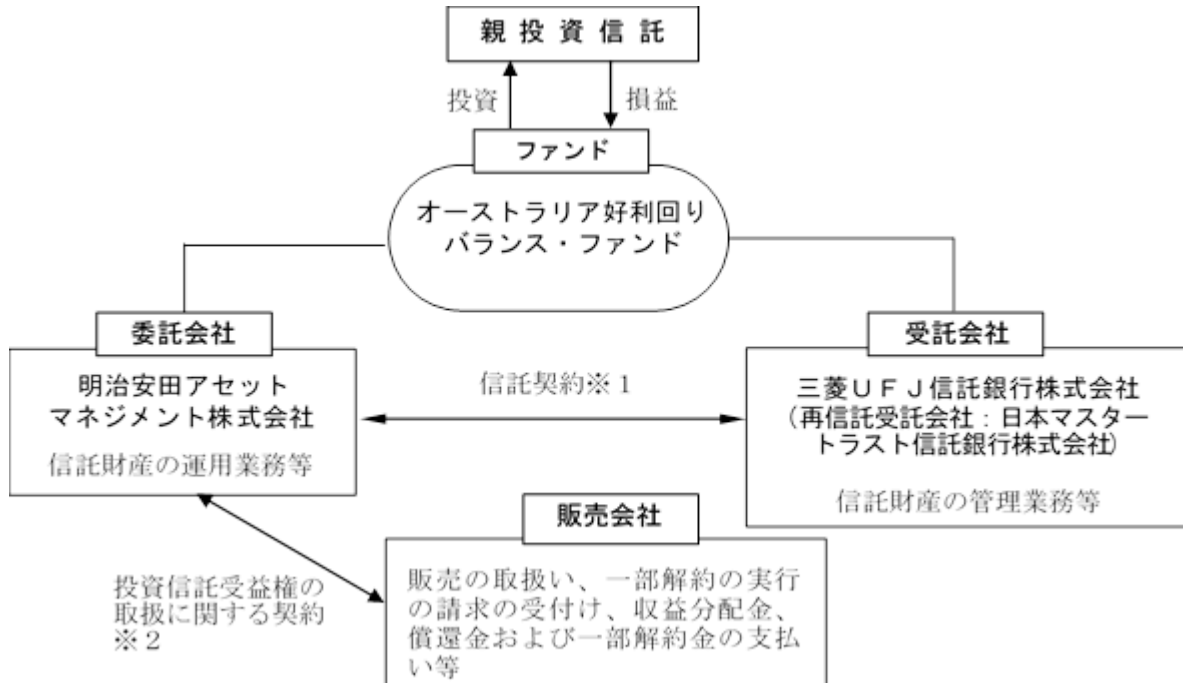 親投資信託
投資
損益
ファンド
オーストラリア好利回り
バランス・ファンド
委託会社
明治安田アセット
マネジメント株式会社
信託財産の運用業務等
信託契約※１
受託会社
三菱ＵＦＪ信託銀行株式会社
（再信託受託会社：日本マスター
トラスト信託銀行株式会社）
信託財産の管理業務等
投資信託受益権の
取扱に関する契約
※２
販売会社
販売の取扱い、一部解約の実行
の請求の受付け、収益分配金、
償還金および一部解約金の支払
い等